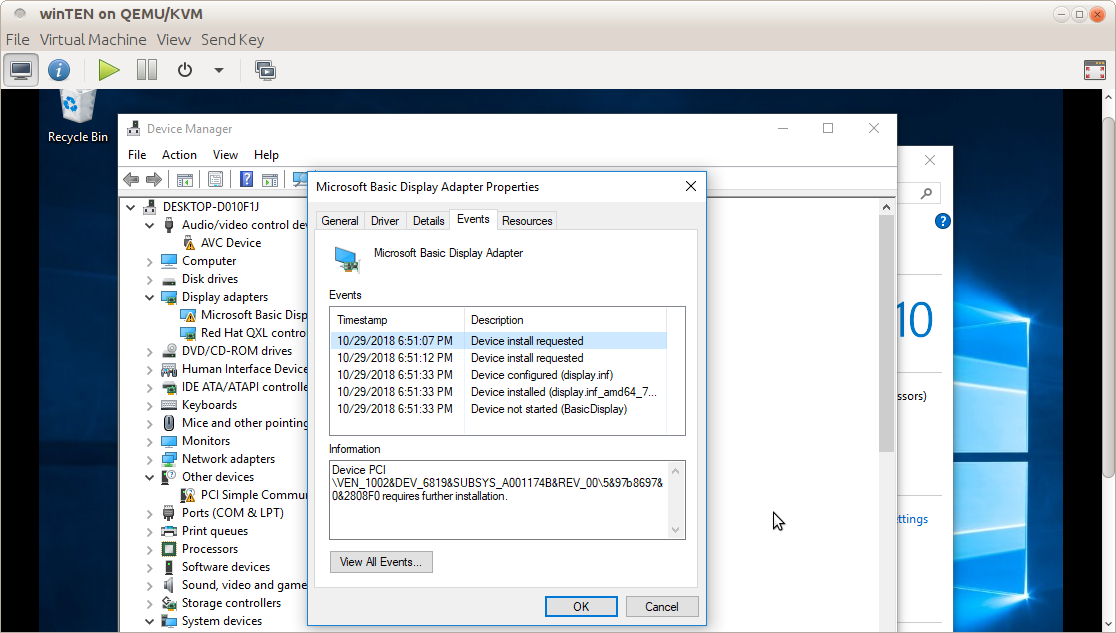 winTEN on QEMU/KVM
File Virtual Machine View Send Key
Recycle Bin
Device Manager
File Action View Help
DESKTOP-D010F1J
Audio/video control dev
AVC Device
Computer
Disk drives
Display adapters
Microsoft Basic Disp
Red Hat QXL contro
DVD/CD-ROM drives
Human Interface Device
IDE ATA/ATAPI controlle
Keyboards
Mice and other pointing
Monitors
Network adapters
Other devices
PCI Simple Commu
Ports (COM & LPT)
Print queues
Processors
Software devices
Sound, video and game
Storage controllers
System devices
Microsoft Basic Display Adapter Properties
General Driver Details Events Resources
Microsoft Basic Display Adapter
Events
Timestamp Description
10/29/2018 6:51:07 PM Device install requested
10/29/2018 6:51:12 PM Device install requested
10/29/2018 6:51:33 PM Device configured (display.inf)
10/29/2018 6:51:33 PM Device installed (display.inf_amd64_7...
10/29/2018 6:51:33 PM Device not started (BasicDisplay)
Information
Device PCI
\VEN_1002&DEV_6819&SUBSYS_A001174B&REV_00\5&97b8697&
0&2808F0 requires further installation.
View All Events...
OK Cancel
10
ssors)
ettings